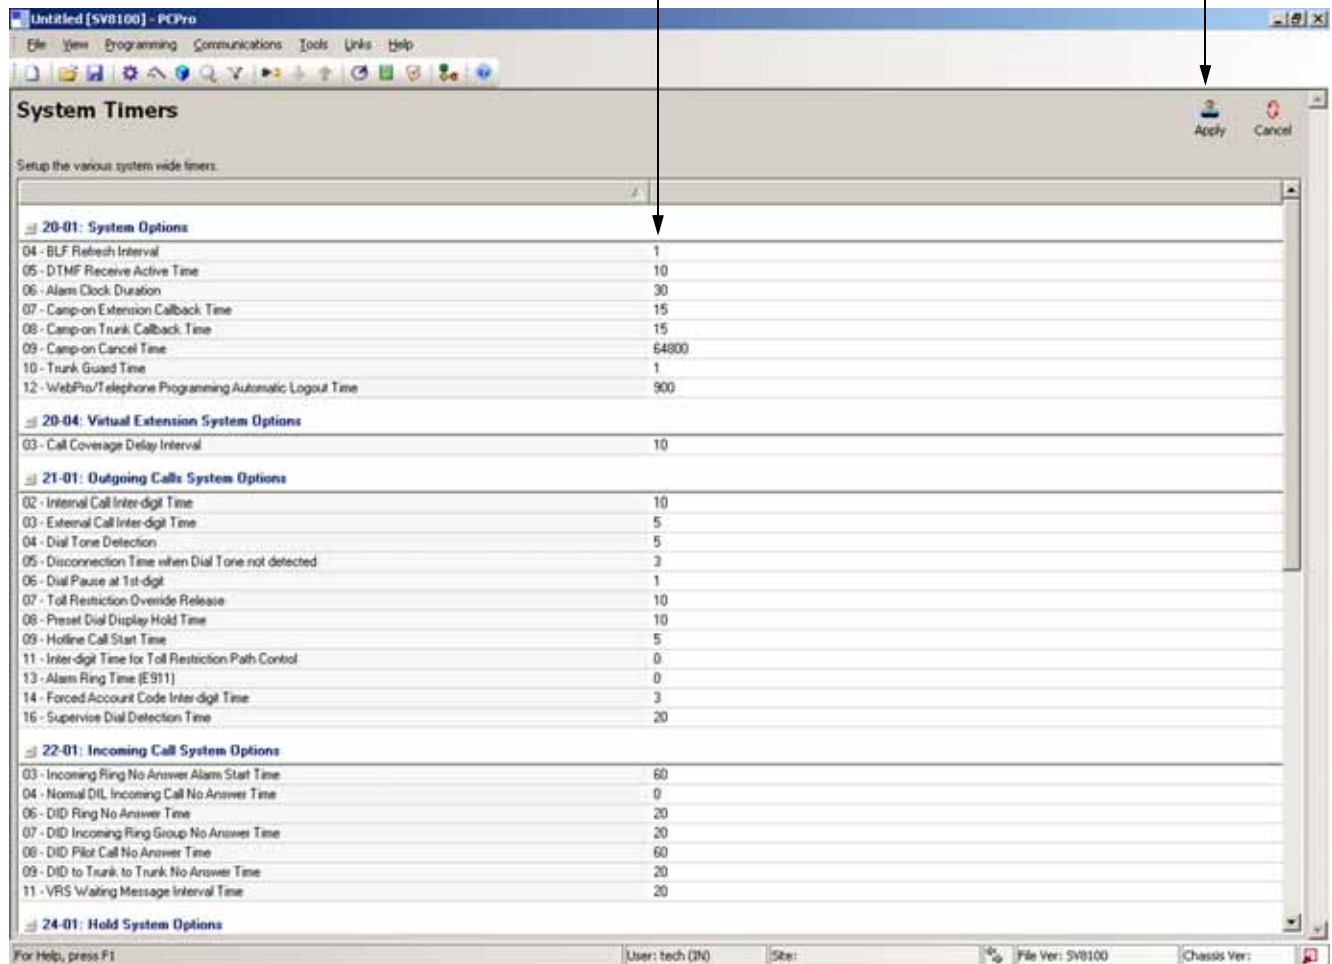 Untitled [SV8100] - PCPro
File View Programming Communications Tools Links Help
System Timers
Apply Cancel
Setup the various system wide timers.
20-01: System Options
04 - BLF Refresh Interval 1
05 - DTMF Receive Active Time 10
06 - Alarm Clock Duration 30
07 - Camp-on Extension Callback Time 15
08 - Camp-on Trunk Callback Time 15
09 - Camp-on Cancel Time 64800
10 - Trunk Guard Time 1
12 - WebPro/Telephone Programming Automatic Logout Time 900
20-04: Virtual Extension System Options
03 - Call Coverage Delay Interval 10
21-01: Outgoing Calls System Options
02 - Internal Call Inter-digit Time 10
03 - External Call Inter-digit Time 5
04 - Dial Tone Detection 5
05 - Disconnection Time when Dial Tone not detected 3
06 - Dial Pause at 1st-digit 1
07 - Toll Restriction Override Release 10
08 - Preset Dial Display Hold Time 10
09 - Hotline Call Start Time 5
11 - Inter-digit Time for Toll Restriction Path Control 0
13 - Alarm Ring Time (E911) 0
14 - Forced Account Code Inter-digit Time 3
16 - Supervise Dial Detection Time 20
22-01: Incoming Call System Options
03 - Incoming Ring No Answer Alarm Start Time 60
04 - Normal DIL Incoming Call No Answer Time 0
06 - DID Ring No Answer Time 20
07 - DID Incoming Ring Group No Answer Time 20
08 - DID Pilot Call No Answer Time 60
09 - DID to Trunk to Trunk No Answer Time 20
11 - VRS Waiting Message Interval Time 20
24-01: Hold System Options
For Help, press F1 User: tech (IN) Site: File Ver: SV8100 Chassis Ver: